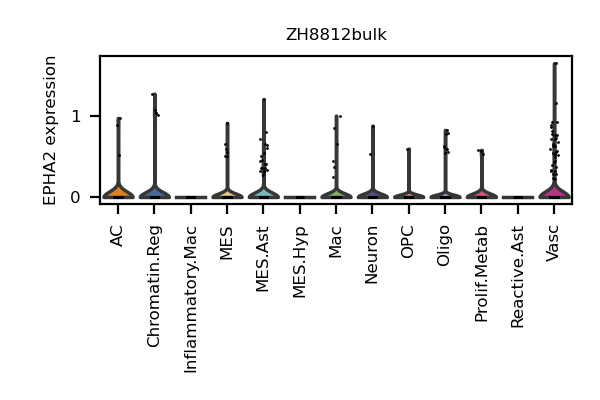 ZH8812bulk
EPHA2 expression
1
0
AC
Chromatin.Reg
Inflammatory.Mac
MES
MES.Ast
MES.Hyp
Mac
Neuron
OPC
Oligo
Prolif.Metab
Reactive.Ast
Vasc